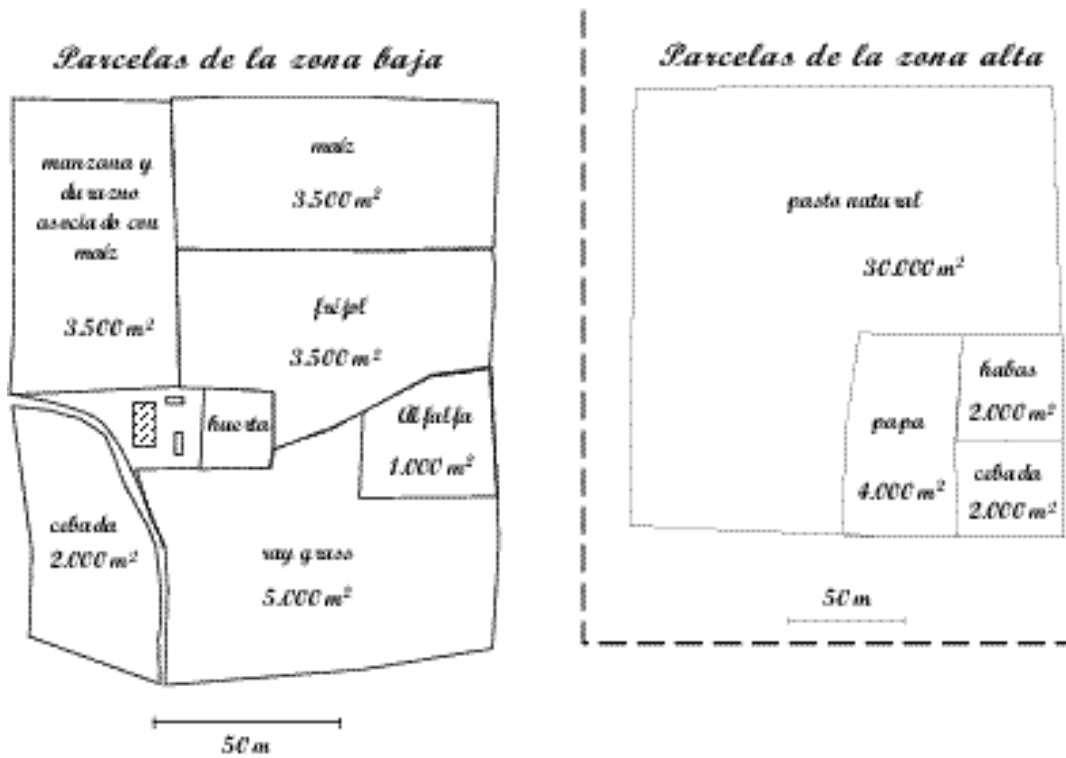 Parcelas de la zona baja
manzana y
durazno
asociado con
maíz
3.500 m²
maíz
3.500 m²
fríjol
3.500 m²
huerta
Alfalfa
1.000 m²
cebada
2.000 m²
ray grass
5.000 m²
50 m
Parcelas de la zona alta
pasto natural
30.000 m²
papa
4.000 m²
habas
2.000 m²
cebada
2.000 m²
50 m